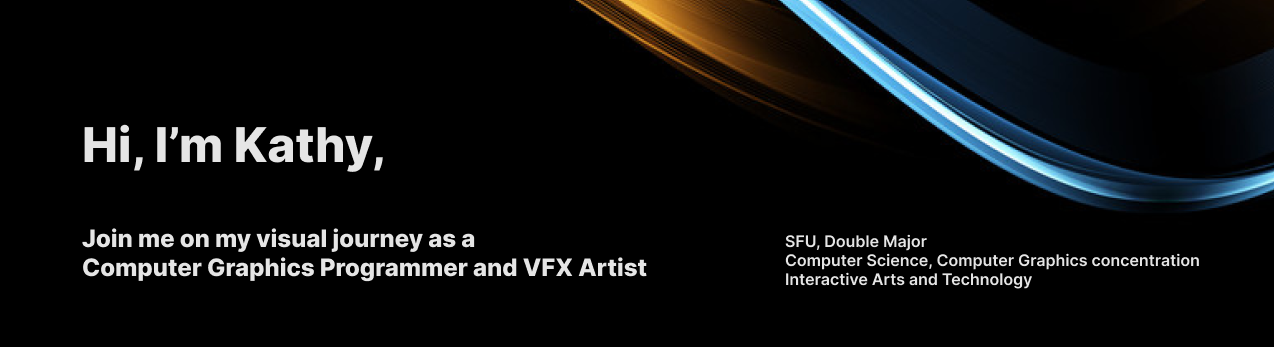 Hi, I’m Kathy,
Join me on my visual journey as a
Computer Graphics Programmer and VFX Artist
SFU, Double Major
Computer Science, Computer Graphics concentration
Interactive Arts and Technology